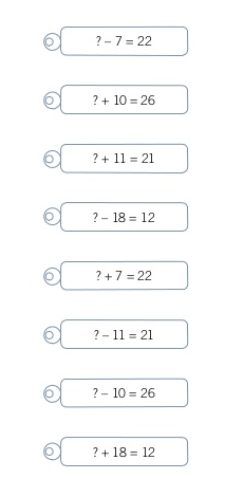 ? – 7 = 22
? + 10 = 26
? + 11 = 21
? – 18 = 12
? + 7 = 22
? – 11 = 21
? – 10 = 26
? + 18 = 12